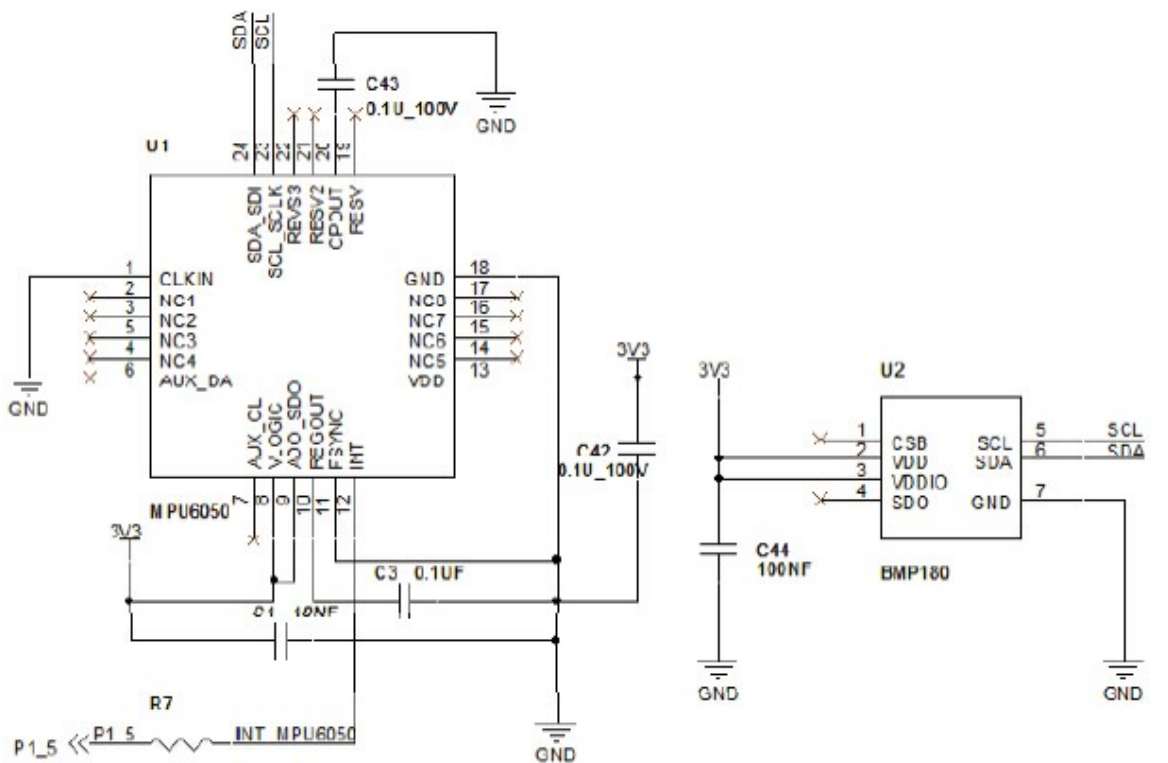 SDA
SCL
C43
0.1U_100V
GND
U1
24
23
22
21
20
19
SDA_SDI
SCL_SCLK
REVS3
RESV2
CPOUT
RESV
1
CLKIN
2
NC1
3
NC2
5
NC3
4
NC4
6
AUX_DA
GND
18
GND
17
NC8
16
NC7
15
NC6
14
NC5
13
VDD
AUX_CL
VLOGIC
AD0_SDO
REGOUT
FSYNC
INT
7
8
9
10
11
12
MPU6050
3V3
3V3
C42
0.1U_100V
C3 0.1UF
C1 10NF
R7
P1_5
P1_5
INT_MPU6050
GND
3V3
U2
1
CSB
2
VDD
3
VDDIO
4
SDO
SCL
5
SCL
SDA
6
SDA
GND
7
C44
100NF
BMP180
GND
GND